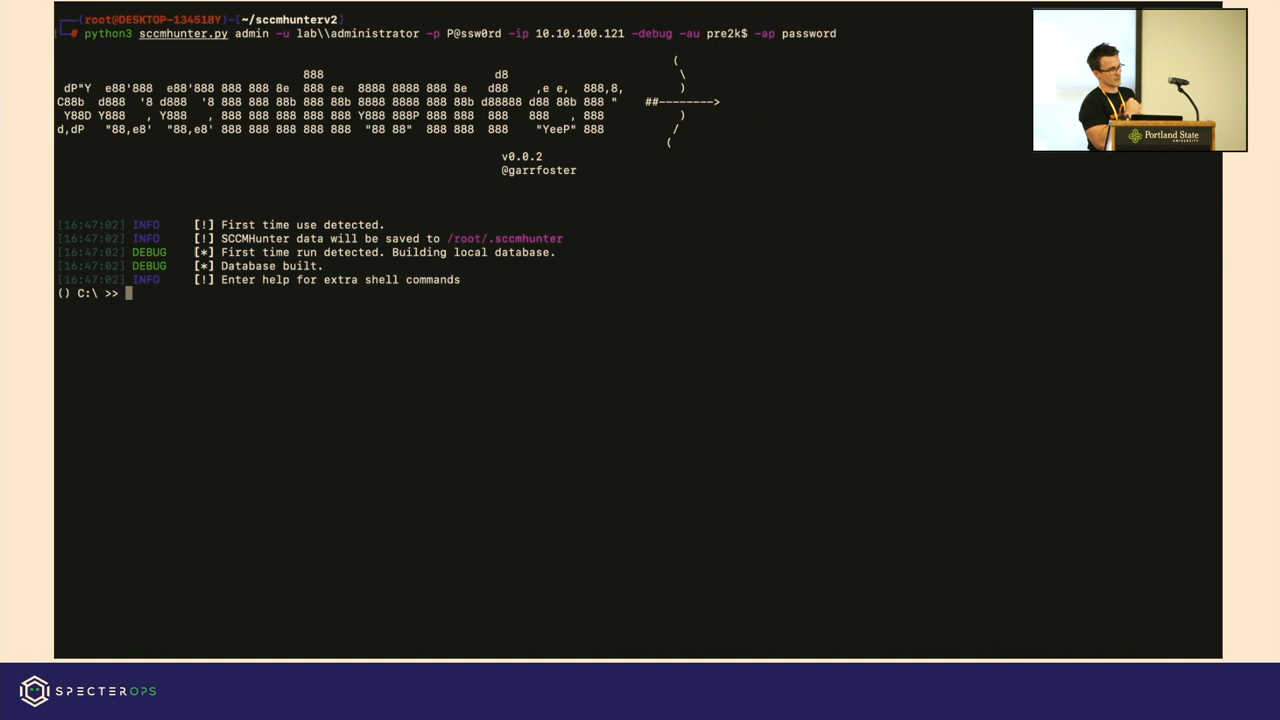 ┌──(root@DESKTOP-134518Y)-[~/sccmhunterv2]
└─# python3 sccmhunter.py admin -u lab\\administrator -p P@ssw0rd -ip 10.10.100.121 -debug -au pre2k$ -ap password
v0.0.2
@garrfoster
[16:47:02] INFO [!] First time use detected.
[16:47:02] INFO [!] SCCMHunter data will be saved to /root/.sccmhunter
[16:47:02] DEBUG [*] First time run detected. Building local database.
[16:47:02] DEBUG [*] Database built.
[16:47:02] INFO [!] Enter help for extra shell commands
() C:\ >>
Portland State
UNIVERSITY
SPECTEROPS